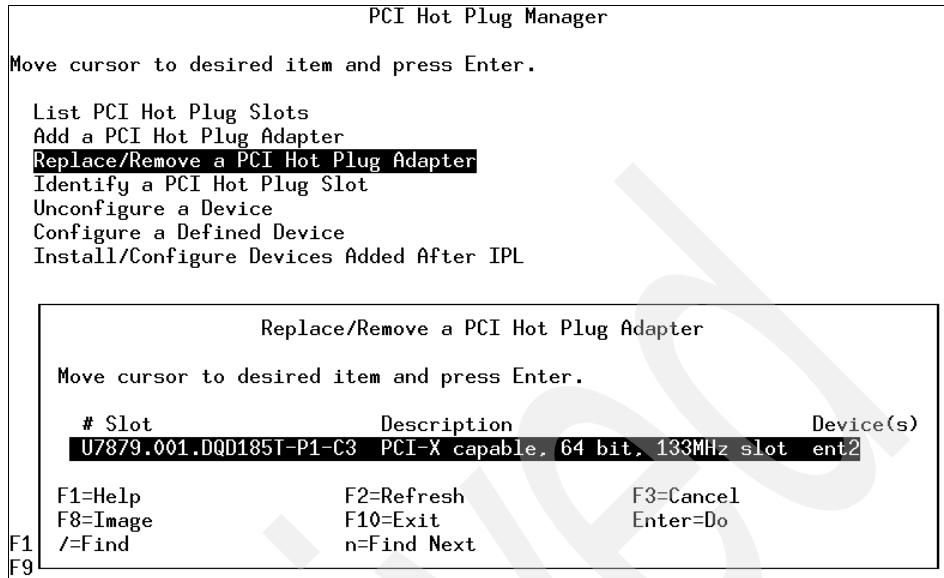 PCI Hot Plug Manager
Move cursor to desired item and press Enter.
List PCI Hot Plug Slots
Add a PCI Hot Plug Adapter
Replace/Remove a PCI Hot Plug Adapter
Identify a PCI Hot Plug Slot
Unconfigure a Device
Configure a Defined Device
Install/Configure Devices Added After IPL
Replace/Remove a PCI Hot Plug Adapter
Move cursor to desired item and press Enter.
# Slot Description Device(s)
U7879.001.DQD185T-P1-C3 PCI-X capable, 64 bit, 133MHz slot ent2
F1=Help F2=Refresh F3=Cancel
F8=Image F10=Exit Enter=Do
F1 /=Find n=Find Next
F9